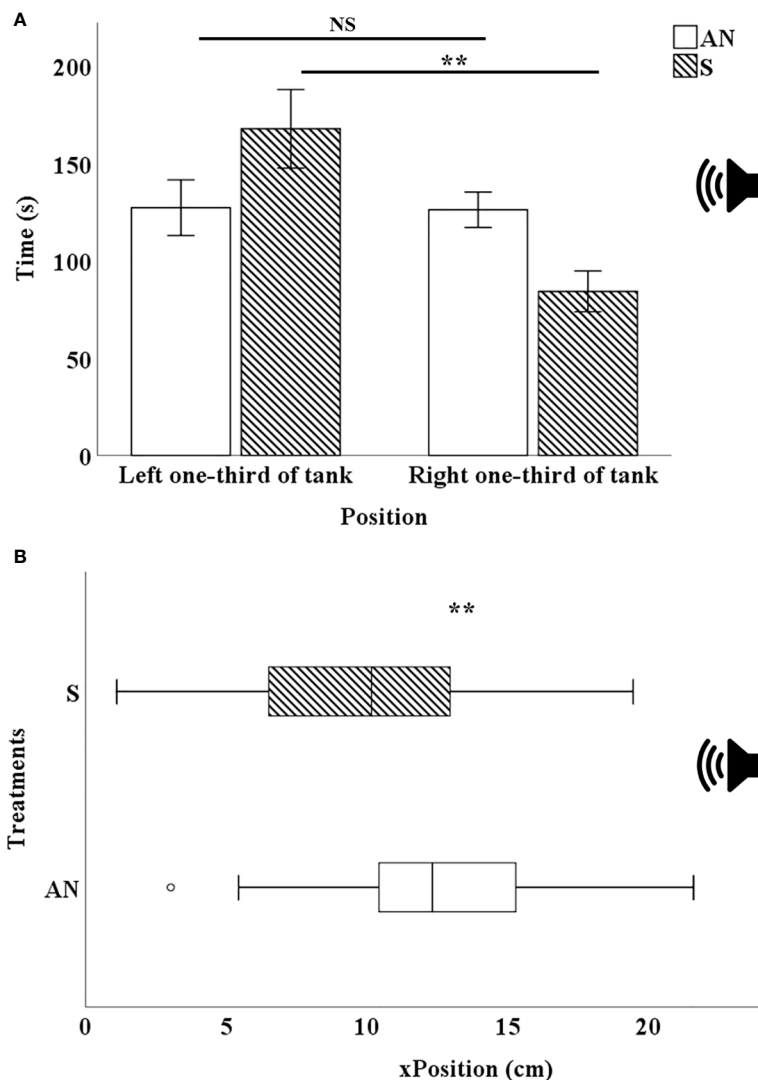 A
NS
**
AN
S
200
150
100
50
0
Time (s)
Left one-third of tank Right one-third of tank
Position
B
**
S
AN
Treatments
0 5 10 15 20
xPosition (cm)